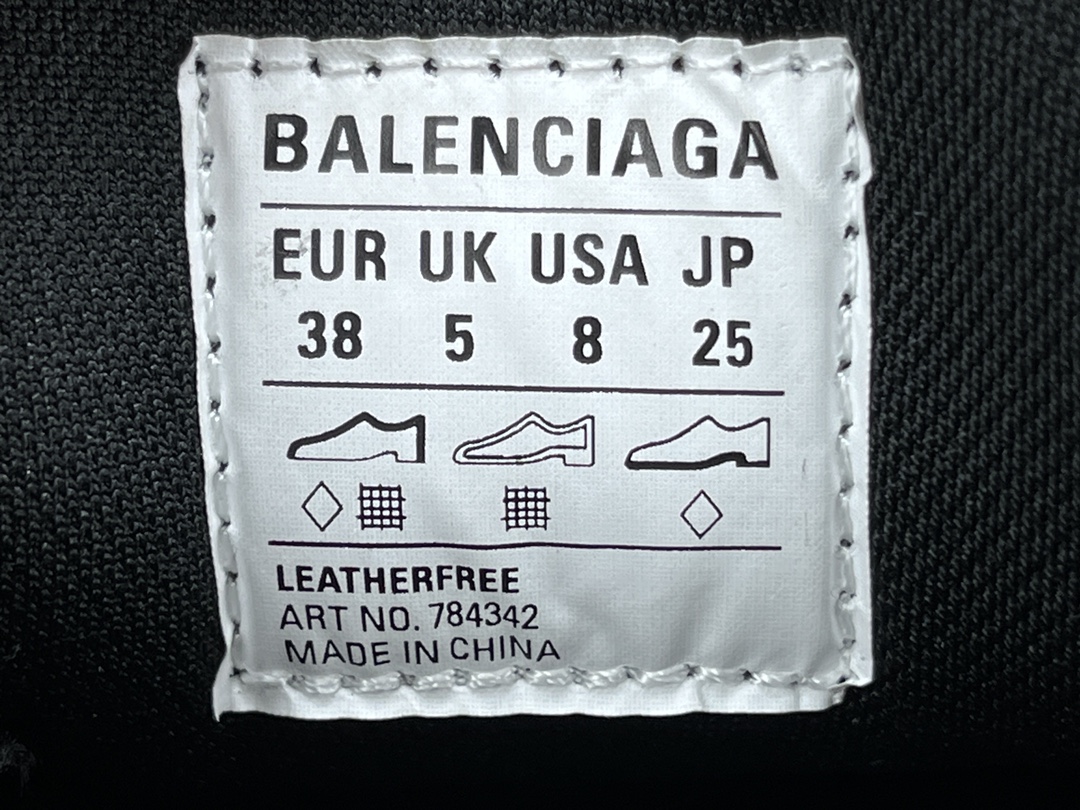 BALENCIAGA
EUR UK USA JP
38 5 8 25
LEATHERFREE
ART NO. 784342
MADE IN CHINA